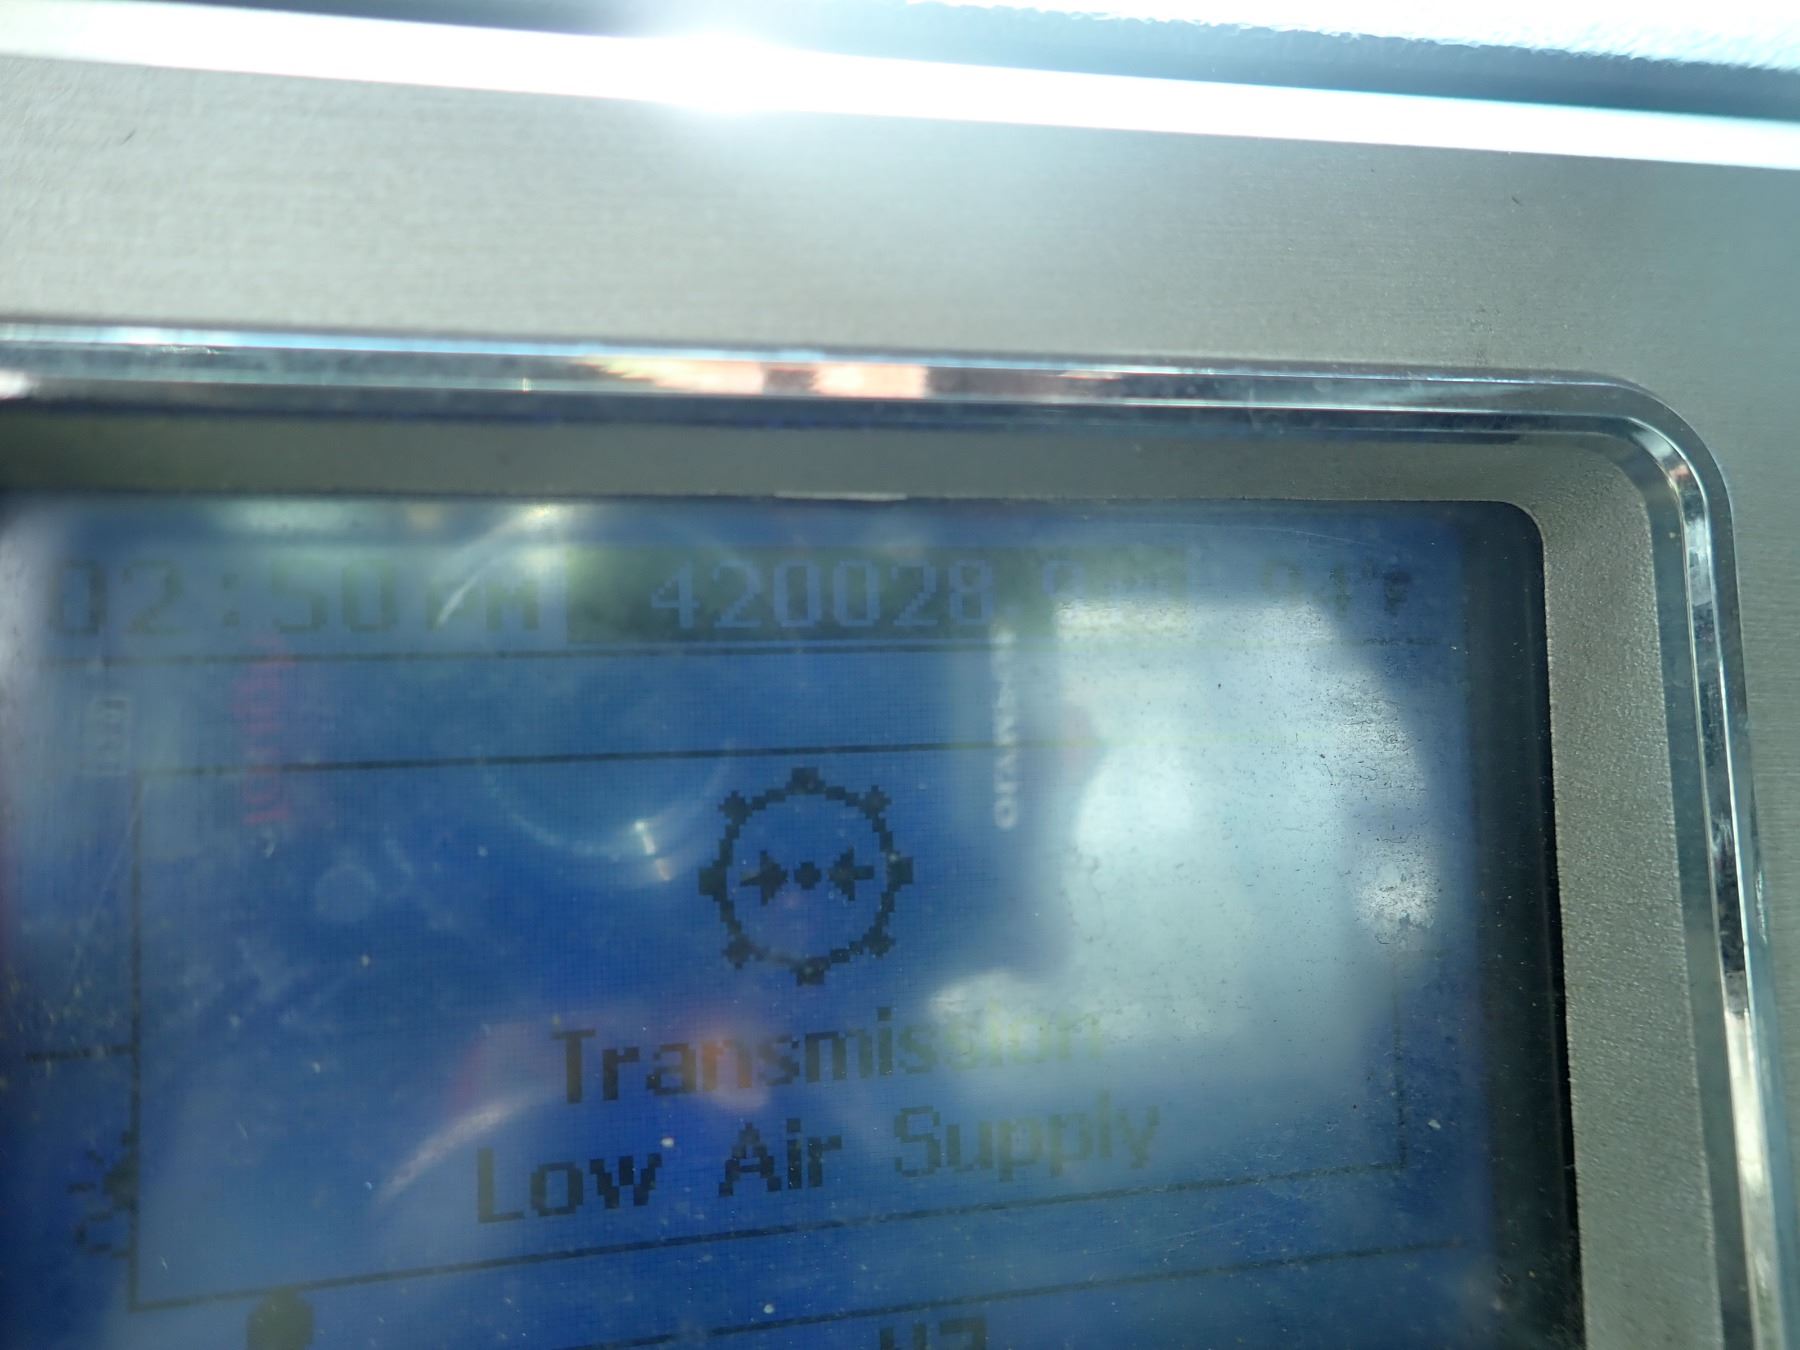 02:50PM 420028
Transmission
Low Air Supply